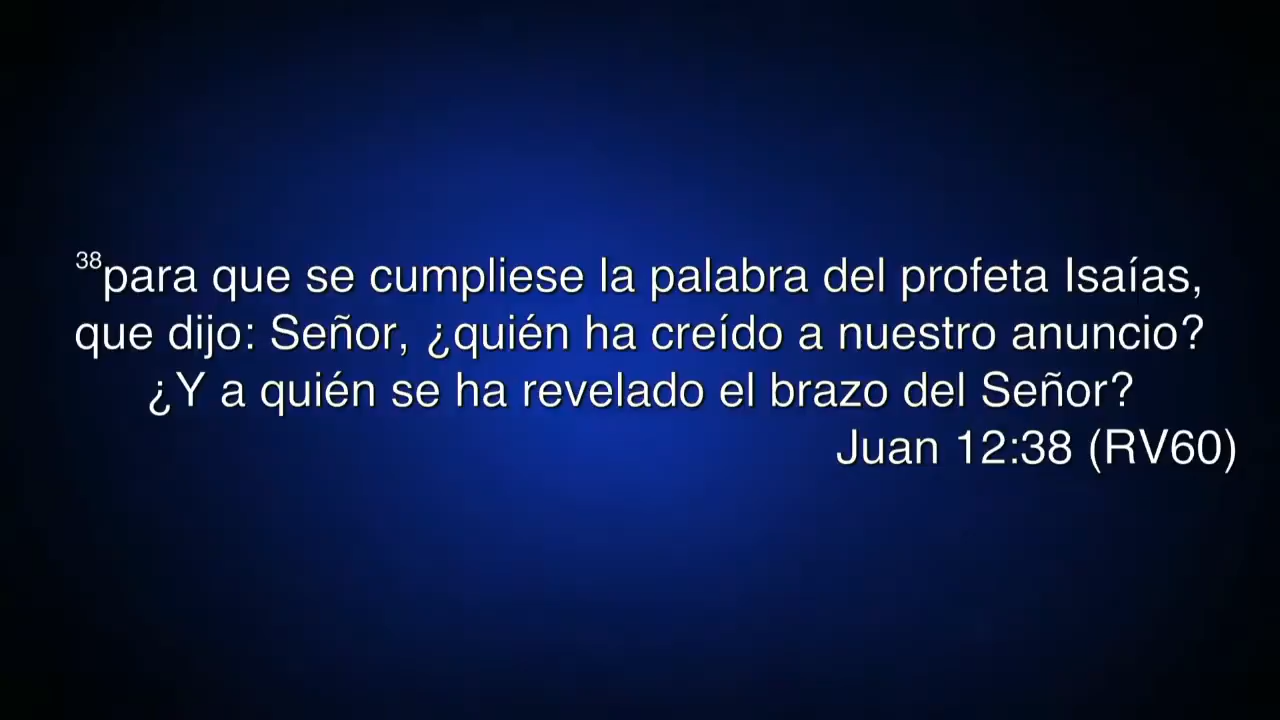 38para que se cumpliese la palabra del profeta Isaías,
que dijo: Señor, ¿quién ha creído a nuestro anuncio?
¿Y a quién se ha revelado el brazo del Señor?
Juan 12:38 (RV60)